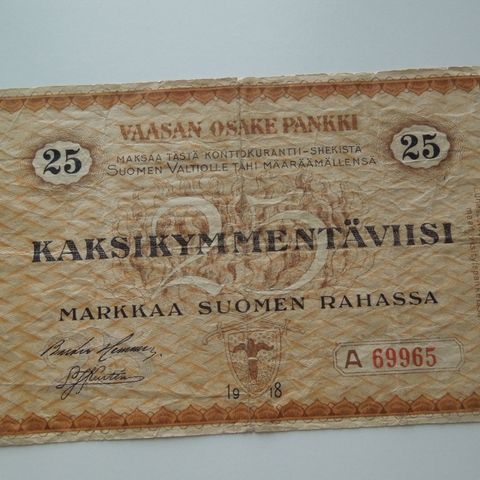 VAASAN OSAKE PANKKI
25
25
MAKSAA TÄSTÄ KONTTOKURANTTI-SHEKISTÄ
SUOMEN VALTIOLLE TAHI MÄÄRÄÄMÄLLENSÄ
25
KAKSIKYMMENTÄVIISI
MARKKAA SUOMEN RAHASSA
A 69965
1918